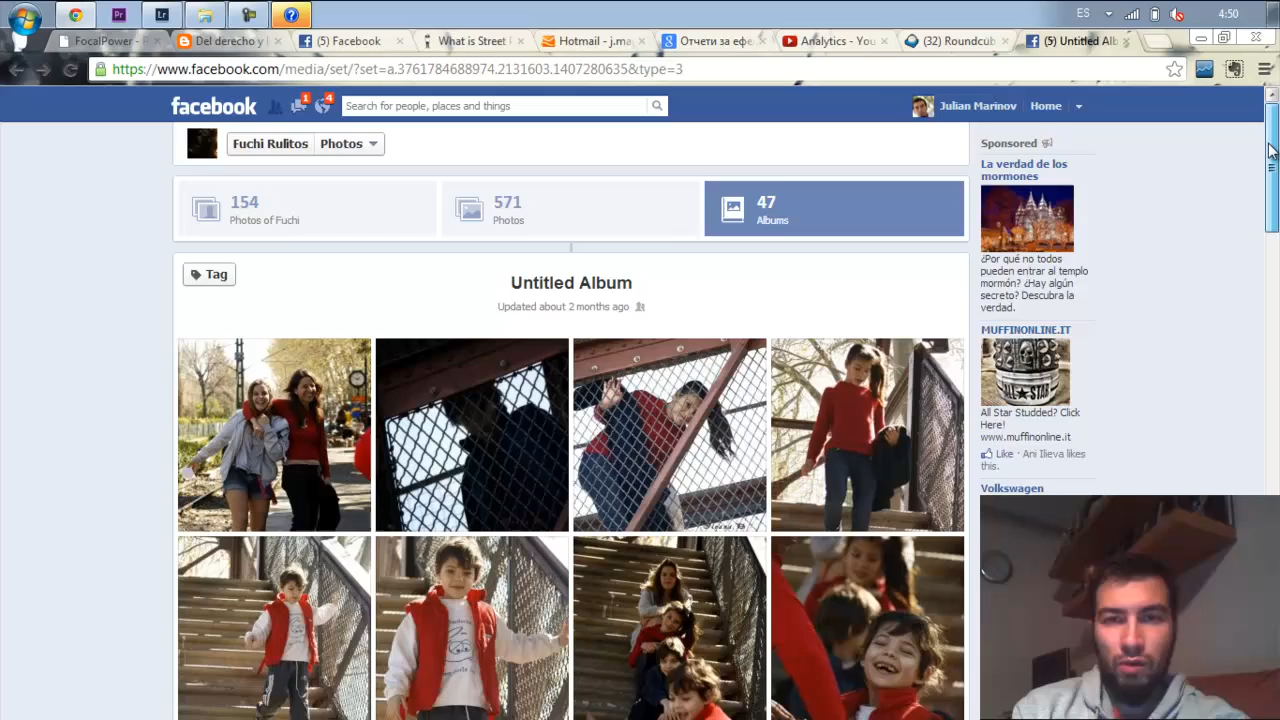 ES
4:50
FocalPower - P
Del derecho y
(5) Facebook
What is Street
Hotmail - j.ma
Отчети за ефе
Analytics - You
(32) Roundcub
(5) Untitled Alb
https://www.facebook.com/media/set/?set=a.3761784688974.2131603.1407280635&type=3
facebook
1
4
Search for people, places and things
Julian Marinov
Home
Fuchi Rulitos
Photos
Sponsored
La verdad de los
mormones
154
Photos of Fuchi
571
Photos
47
Albums
¿Por qué no todos
pueden entrar al templo
mormón? ¿Hay algún
secreto? Descubra la
verdad.
Tag
Untitled Album
Updated about 2 months ago
MUFFINONLINE.IT
ALL ★ STAR
All Star Studded? Click
Here!
www.muffinonline.it
Like · Ani Ilieva likes
this.
Volkswagen